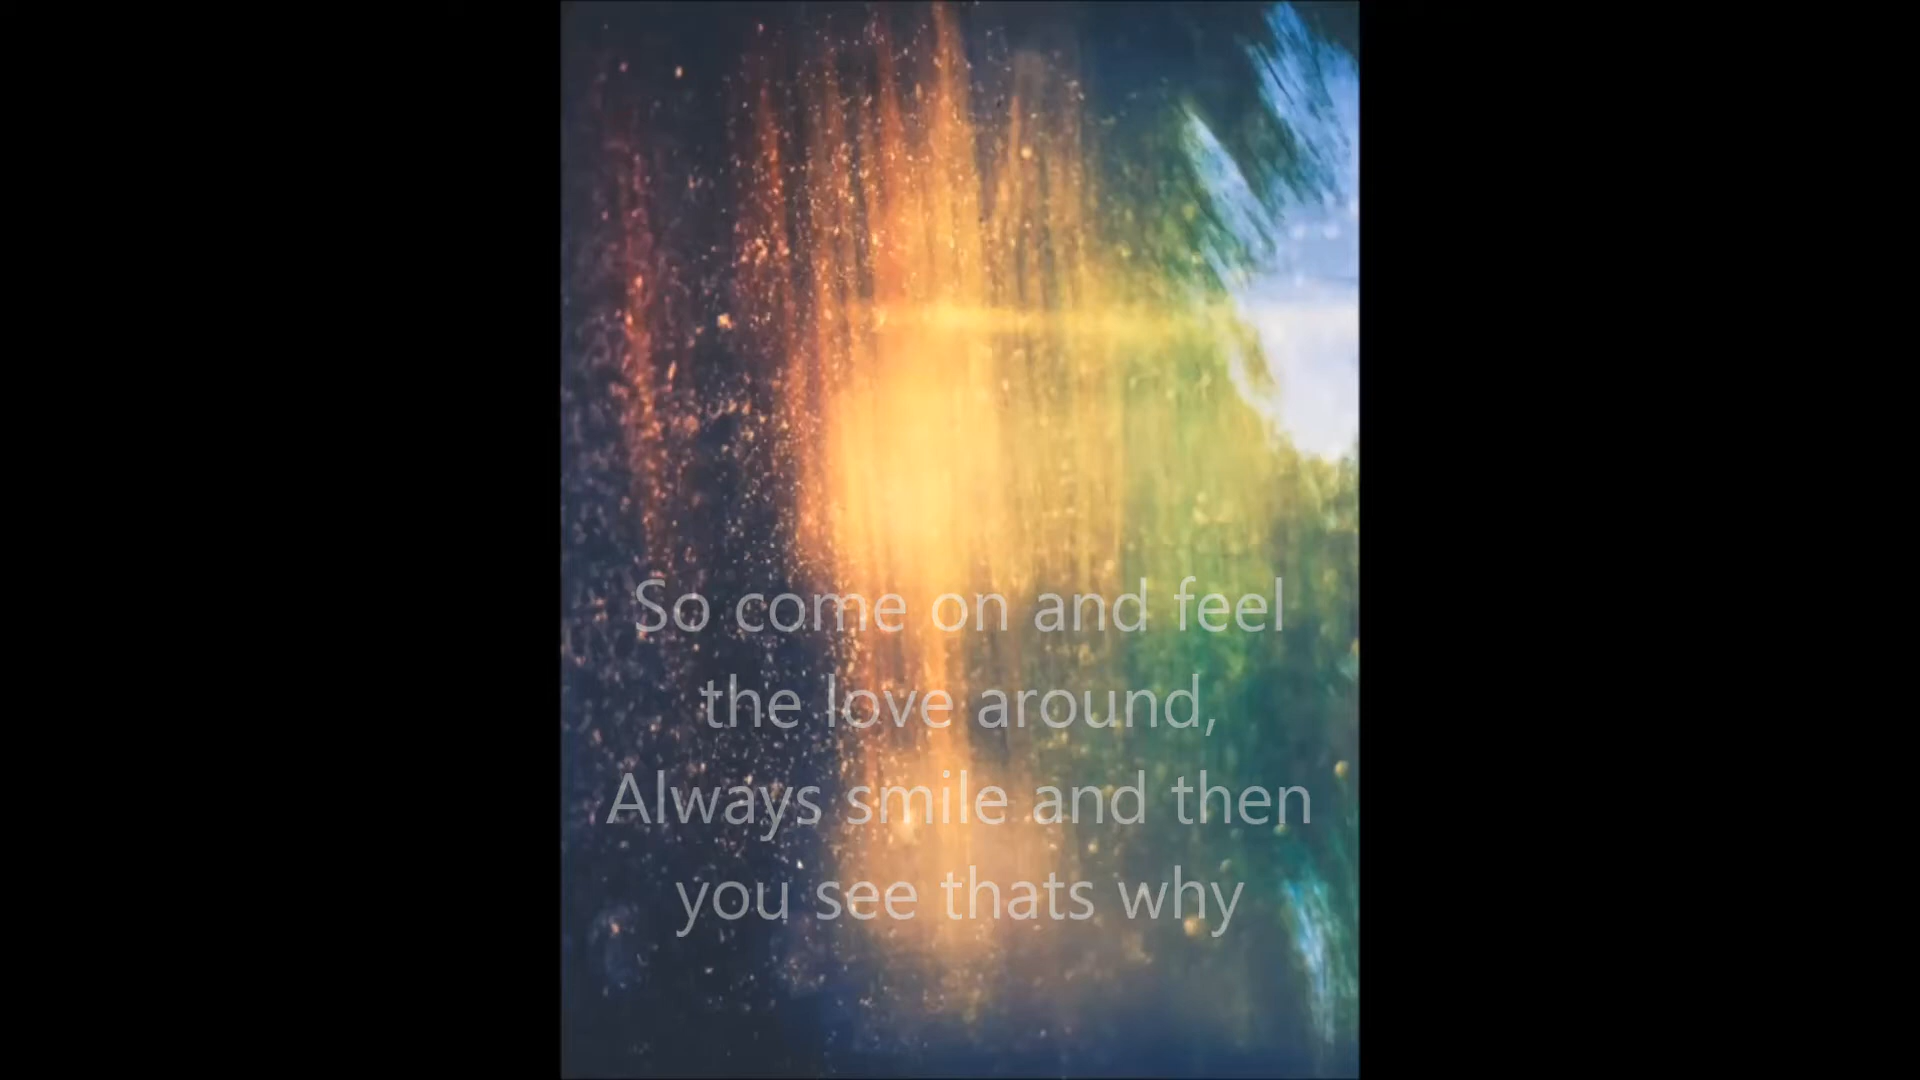 So come on and feel
the love around,
Always smile and then
you see thats why